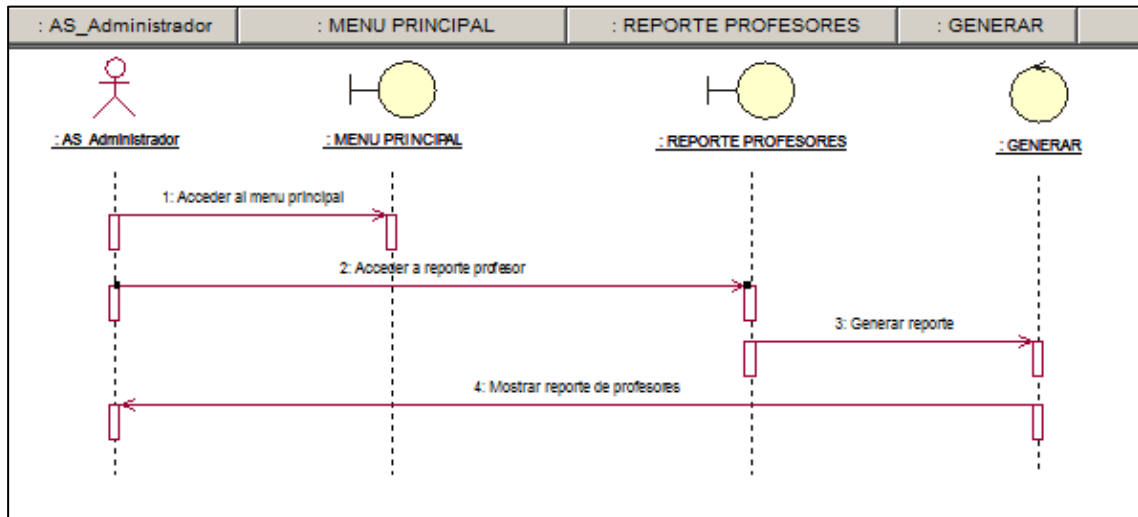 : AS_Administrador
: MENU PRINCIPAL
: REPORTE PROFESORES
: GENERAR
: AS_Administrador
: MENU PRINCIPAL
: REPORTE PROFESORES
: GENERAR
1: Acceder al menu principal
2: Acceder a reporte profesor
3: Generar reporte
4: Mostrar reporte de profesores